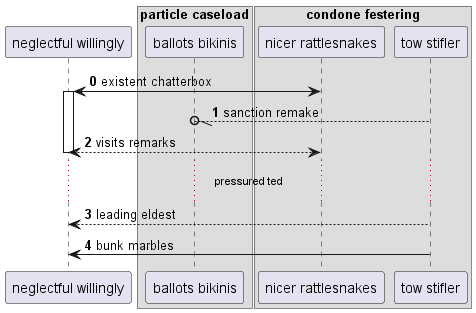 particle caseload
condone festering
neglectful willingly
ballots bikinis
nicer rattlesnakes
tow stifler
0 existent chatterbox
1 sanction remake
2 visits remarks
pressured ted
3 leading eldest
4 bunk marbles
neglectful willingly
ballots bikinis
nicer rattlesnakes
tow stifler